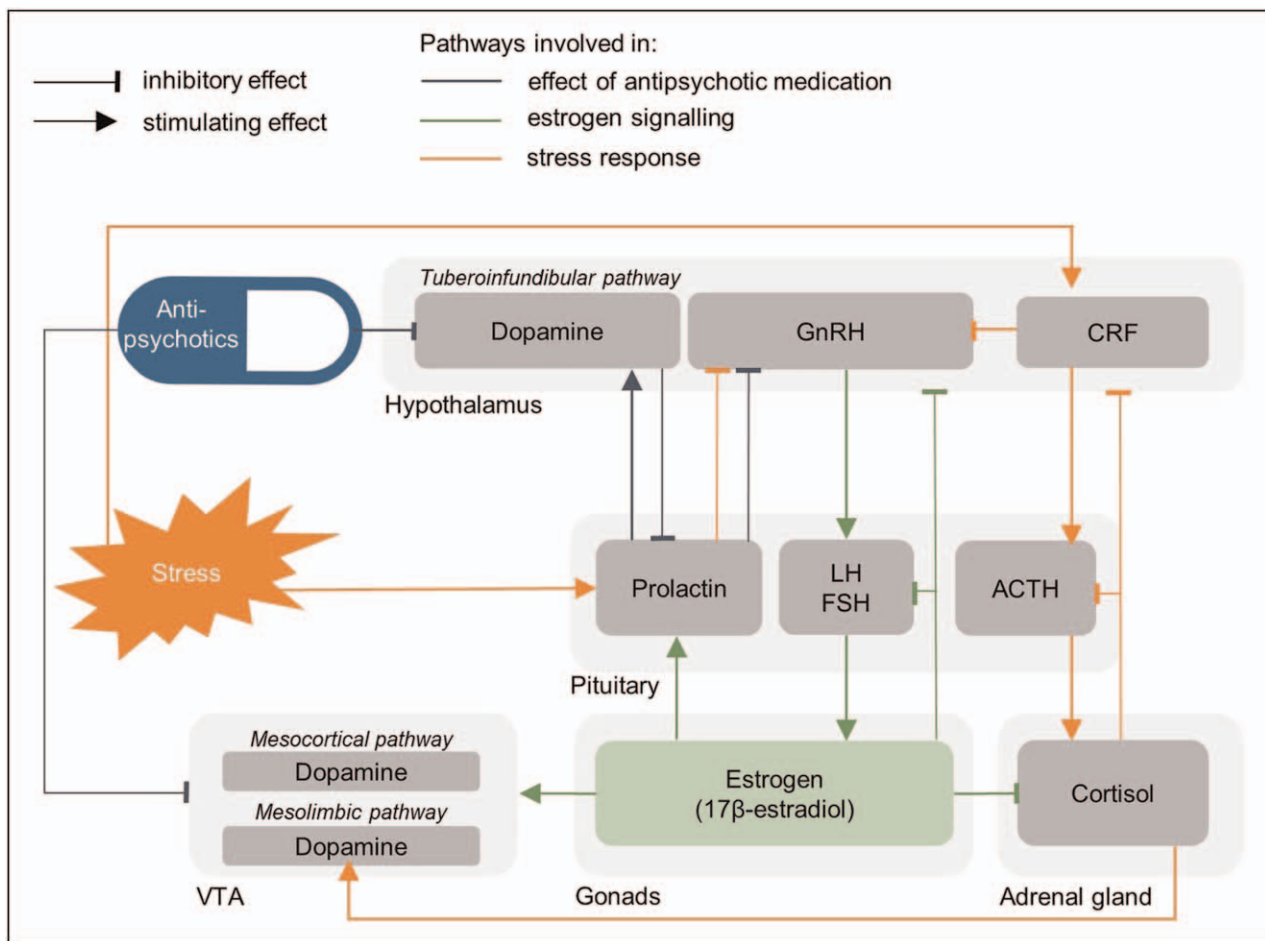 Pathways involved in:
inhibitory effect
effect of antipsychotic medication
stimulating effect
estrogen signalling
stress response
Tuberoinfundibular pathway
Anti-
psychotics
Dopamine
GnRH
CRF
Hypothalamus
Stress
Prolactin
LH
FSH
ACTH
Pituitary
Mesocortical pathway
Dopamine
Mesolimbic pathway
Dopamine
Estrogen
(17β-estradiol)
Cortisol
VTA
Gonads
Adrenal gland